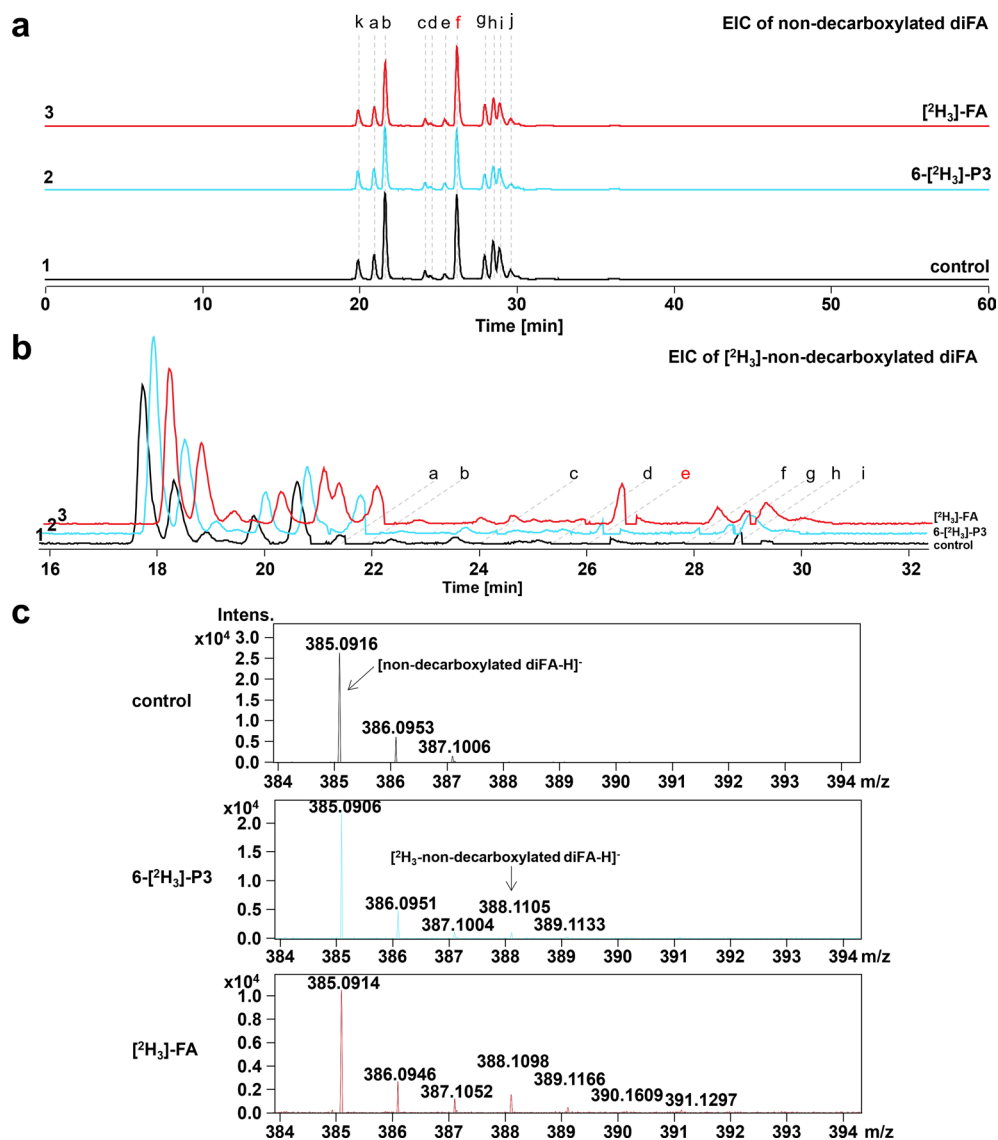 a
EIC of non-decarboxylated diFA
k a b c d e f g h i j
3 [²H₃]-FA
2 6-[²H₃]-P3
1 control
0 10 20 30 40 50 60
Time [min]
b
EIC of [²H₃]-non-decarboxylated diFA
a b c d e f g h i
3 [²H₃]-FA
2 6-[²H₃]-P3
1 control
16 18 20 22 24 26 28 30 32
Time [min]
c
Intens.
x10⁴
3.0
2.5
2.0
1.5
1.0
0.5
0.0
control
385.0916
[non-decarboxylated diFA-H]⁻
386.0953
387.1006
384 385 386 387 388 389 390 391 392 393 394 m/z
x10⁴
2.0
1.5
1.0
0.5
0.0
6-[²H₃]-P3
385.0906
[²H₃-non-decarboxylated diFA-H]⁻
386.0951
387.1004
388.1105
389.1133
384 385 386 387 388 389 390 391 392 393 394 m/z
x10⁴
1.0
0.8
0.6
0.4
0.2
0.0
[²H₃]-FA
385.0914
386.0946
387.1052
388.1098
389.1166
390.1609
391.1297
384 385 386 387 388 389 390 391 392 393 394 m/z